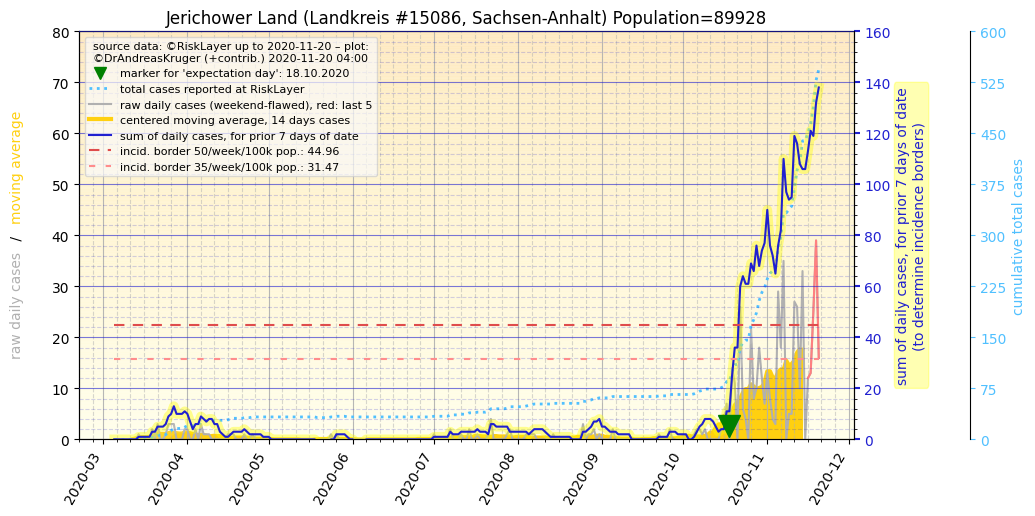 Jerichower Land (Landkreis #15086, Sachsen-Anhalt) Population=89928
source data: ©RiskLayer up to 2020-11-20 – plot:
©DrAndreasKruger (+contrib.) 2020-11-20 04:00
marker for 'expectation day': 18.10.2020
total cases reported at RiskLayer
raw daily cases (weekend-flawed), red: last 5
centered moving average, 14 days cases
sum of daily cases, for prior 7 days of date
incid. border 50/week/100k pop.: 44.96
incid. border 35/week/100k pop.: 31.47
raw daily cases / moving average
80
70
60
50
40
30
20
10
0
2020-03
2020-04
2020-05
2020-06
2020-07
2020-08
2020-09
2020-10
2020-11
2020-12
160
140
120
100
80
60
40
20
0
sum of daily cases, for prior 7 days of date
(to determine incidence borders)
600
525
450
375
300
225
150
75
0
cumulative total cases